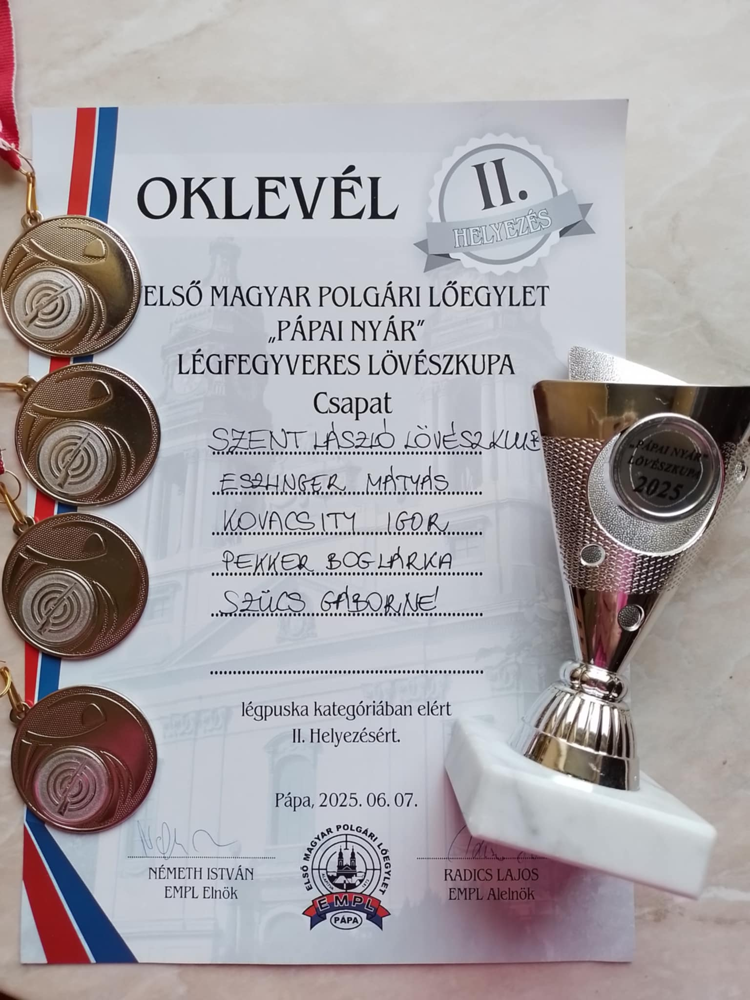 OKLEVÉL
II.
HELYEZÉS
ELSŐ MAGYAR POLGÁRI LŐEGYLET
„PÁPAI NYÁR”
LÉGFEGYVERES LÖVÉSZKUPA
Csapat
SZENT LÁSZLÓ LÖVÉSZKLUB
ESZLINGER MÁTYÁS
KOVACSITY IGOR
PEKKER BOGLÁRKA
SZÜCS GÁBORNÉ
légpuska kategóriában elért
II. Helyezésért.
Pápa, 2025. 06. 07.
NÉMETH ISTVÁN
EMPL Elnök
ELSŐ MAGYAR POLGÁRI LŐEGYLET
ALAPÍTVA 1873
EMPL
PÁPA
RADICS LAJOS
EMPL Alelnök
„PÁPAI NYÁR”
LÖVÉSZKUPA
2025